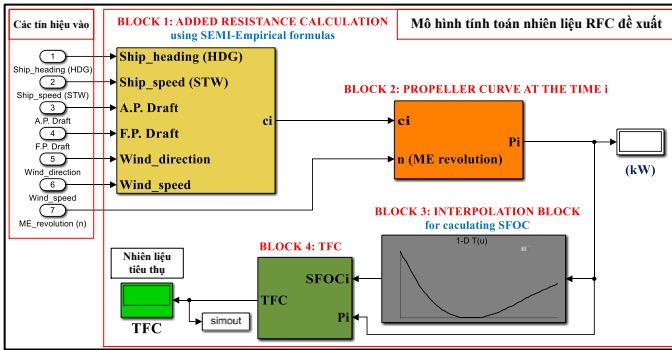 Các tín hiệu vào
BLOCK 1: ADDED RESISTANCE CALCULATION
using SEMI-Empirical formulas
Mô hình tính toán nhiên liệu RFC đề xuất
1
Ship_heading (HDG)
2
Ship_speed (STW)
3
A.P. Draft
4
F.P. Draft
5
Wind_direction
6
Wind_speed
7
ME_revolution (n)
Ship_heading (HDG)
Ship_speed (STW)
A.P. Draft
F.P. Draft
Wind_direction
Wind_speed
ci
BLOCK 2: PROPELLER CURVE AT THE TIME i
ci
n (ME revolution)
Pi
(kW)
BLOCK 3: INTERPOLATION BLOCK
for caculating SFOC
1-D T(u)
BLOCK 4: TFC
SFOCi
TFC
Pi
Nhiên liệu
tiêu thụ
TFC
simout